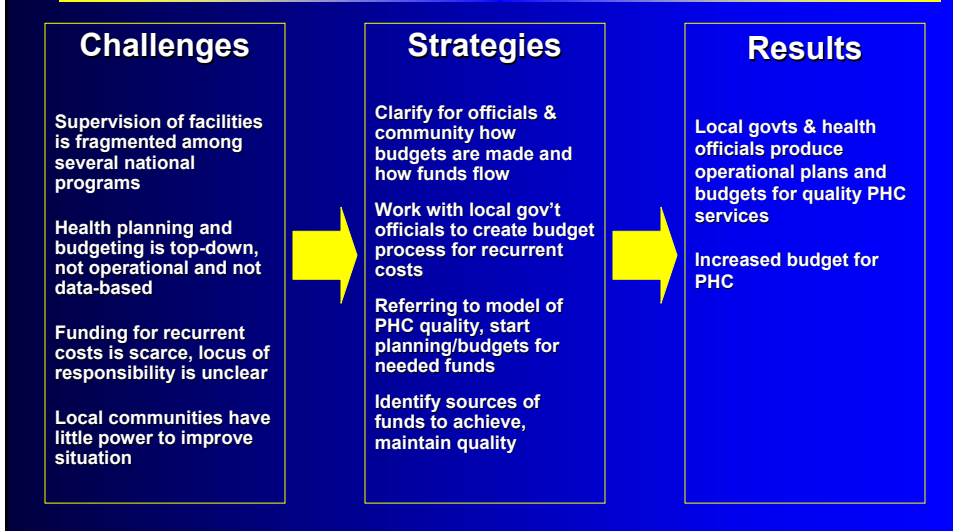 Challenges
Supervision of facilities
is fragmented among
several national
programs
Health planning and
budgeting is top-down,
not operational and not
data-based
Funding for recurrent
costs is scarce, locus of
responsibility is unclear
Local communities have
little power to improve
situation
Strategies
Clarify for officials &
community how
budgets are made and
how funds flow
Work with local gov’t
officials to create budget
process for recurrent
costs
Referring to model of
PHC quality, start
planning/budgets for
needed funds
Identify sources of
funds to achieve,
maintain quality
Results
Local govts & health
officials produce
operational plans and
budgets for quality PHC
services
Increased budget for
PHC